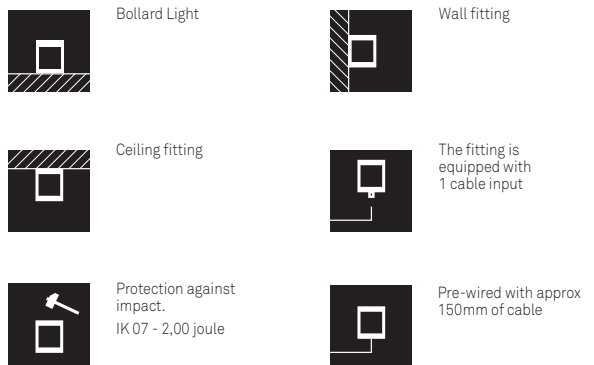 Bollard Light
Wall fitting
Ceiling fitting
The fitting is
equipped with
1 cable input
Protection against
impact.
IK 07 - 2,00 joule
Pre-wired with approx
150mm of cable